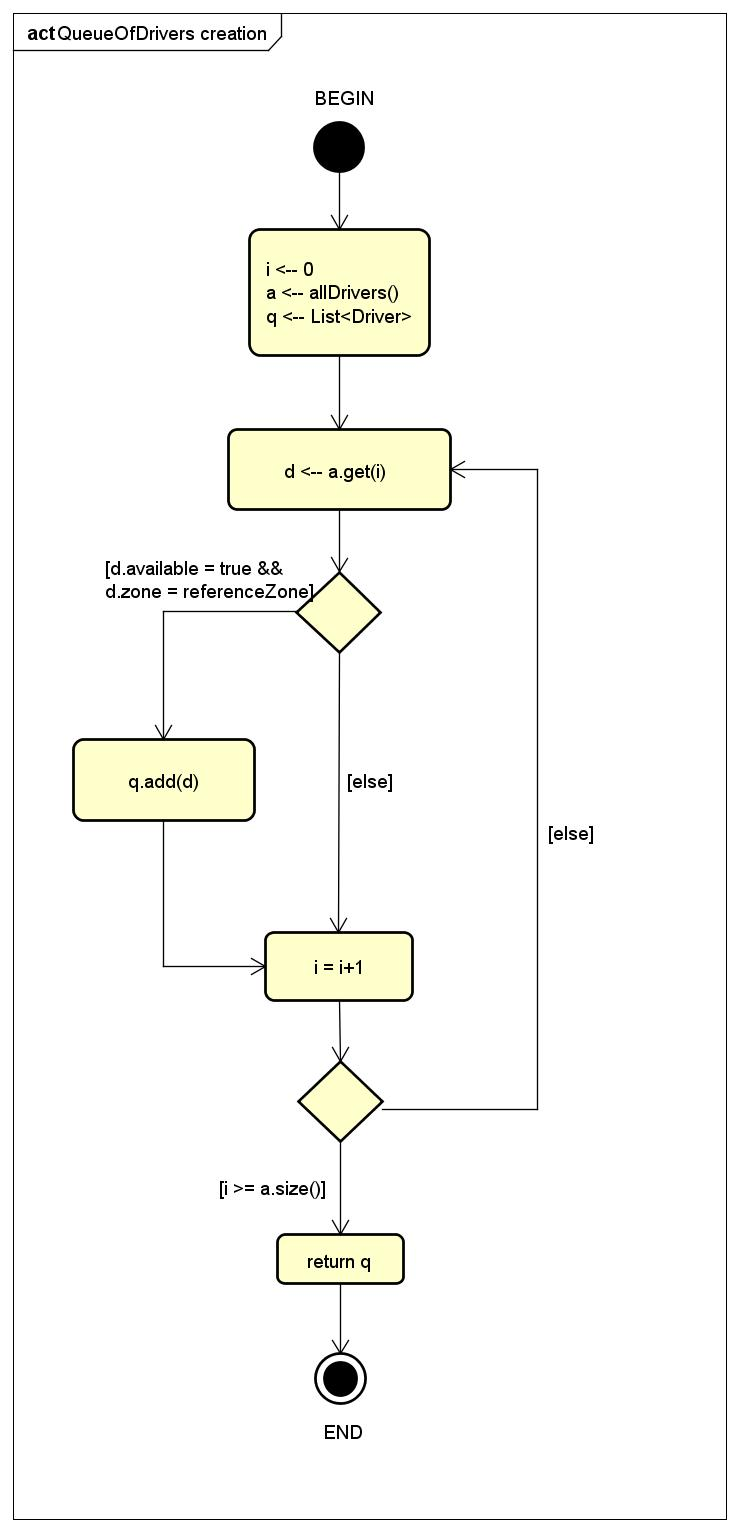 act QueueOfDrivers creation
BEGIN
i <-- 0
a <-- allDrivers()
q <-- List<Driver>
d <-- a.get(i)
[d.available = true &&
d.zone = referenceZone]
q.add(d)
[else]
[else]
i = i+1
[i >= a.size()]
return q
END